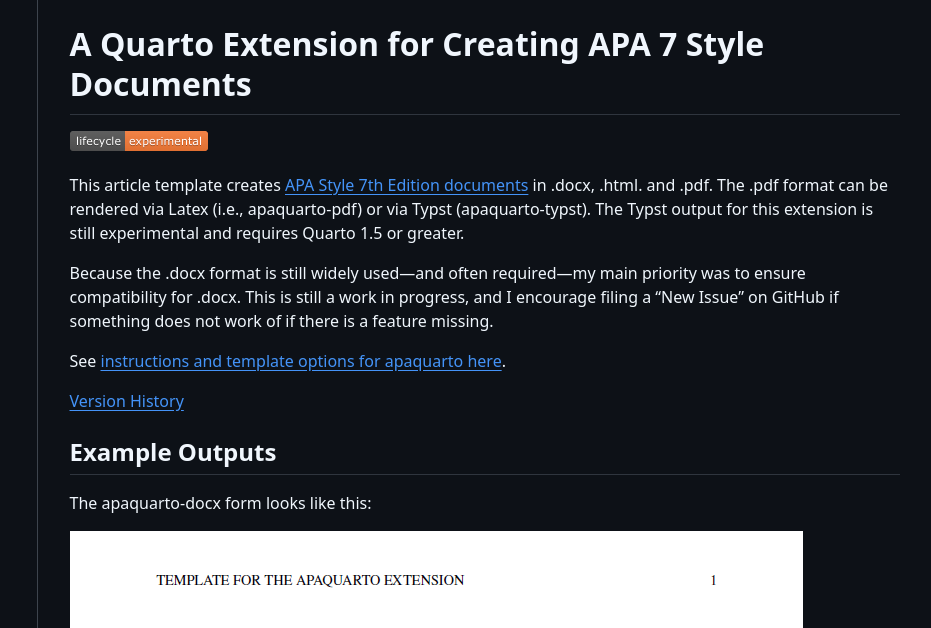 A Quarto Extension for Creating APA 7 Style
Documents
lifecycle experimental
This article template creates APA Style 7th Edition documents in .docx, .html. and .pdf. The .pdf format can be
rendered via Latex (i.e., apaquarto-pdf) or via Typst (apaquarto-typst). The Typst output for this extension is
still experimental and requires Quarto 1.5 or greater.
Because the .docx format is still widely used—and often required—my main priority was to ensure
compatibility for .docx. This is still a work in progress, and I encourage filing a “New Issue” on GitHub if
something does not work of if there is a feature missing.
See instructions and template options for apaquarto here.
Version History
Example Outputs
The apaquarto-docx form looks like this:
TEMPLATE FOR THE APAQUARTO EXTENSION 1